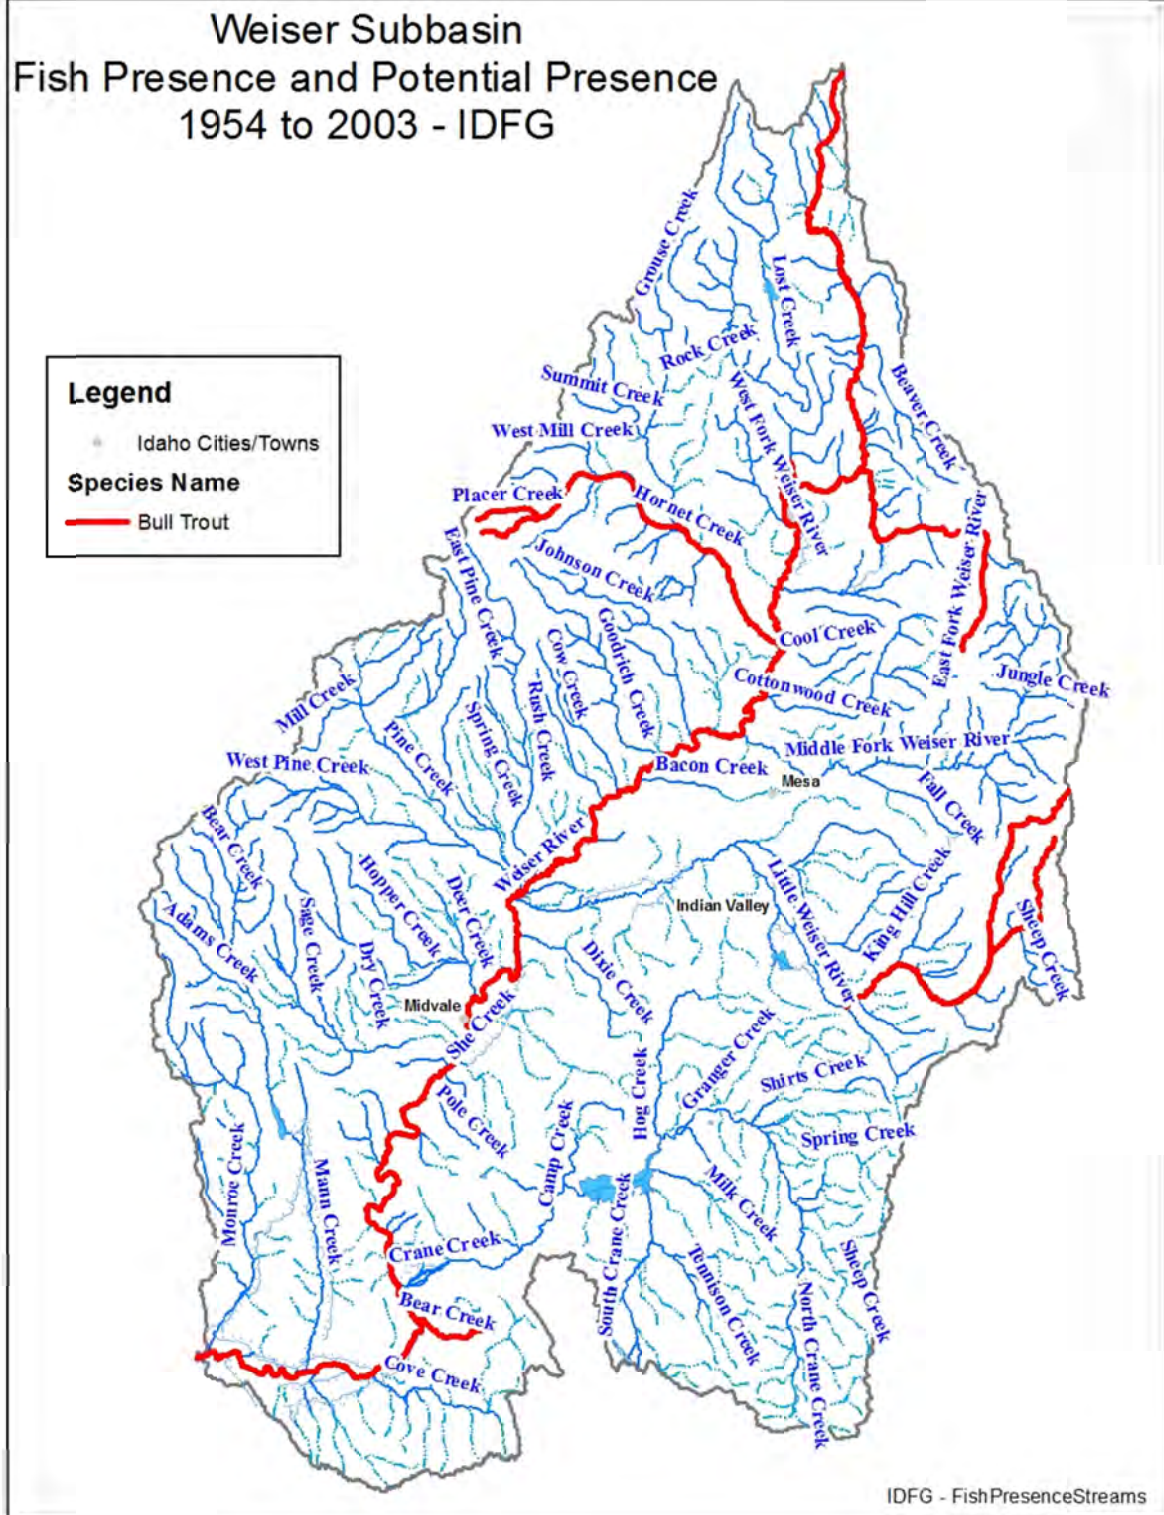 Weiser Subbasin
Fish Presence and Potential Presence
1954 to 2003 - IDFG
Grouse Creek
Lost Creek
Rock Creek
Legend
Summit Creek
West Fork Weiser River
Beaver Creek
Idaho Cities/Towns
West Mill Creek
Species Name
Placer Creek
Hornet Creek
Bull Trout
East Pine Creek
Johnson Creek
East Fork Weiser River
Goodrich Creek
Cow Creek
Cool Creek
Jungle Creek
Mill Creek
Rush Creek
Cottonwood Creek
Spring Creek
Pine Creek
Middle Fork Weiser River
West Pine Creek
Bacon Creek
Mesa
Fall Creek
Bear Creek
Weiser River
Hopper Creek
Deer Creek
Little Weiser River
King Hill Creek
Indian Valley
Sage Creek
Adams Creek
Sheep Creek
Dry Creek
Dixie Creek
Midvale
She Creek
Granger Creek
Hog Creek
Shirts Creek
Pole Creek
Camp Creek
Spring Creek
Monroe Creek
Mann Creek
Milk Creek
South Crane Creek
Crane Creek
Tennison Creek
Sheep Creek
Bear Creek
North Crane Creek
Cove Creek
IDFG - FishPresenceStreams